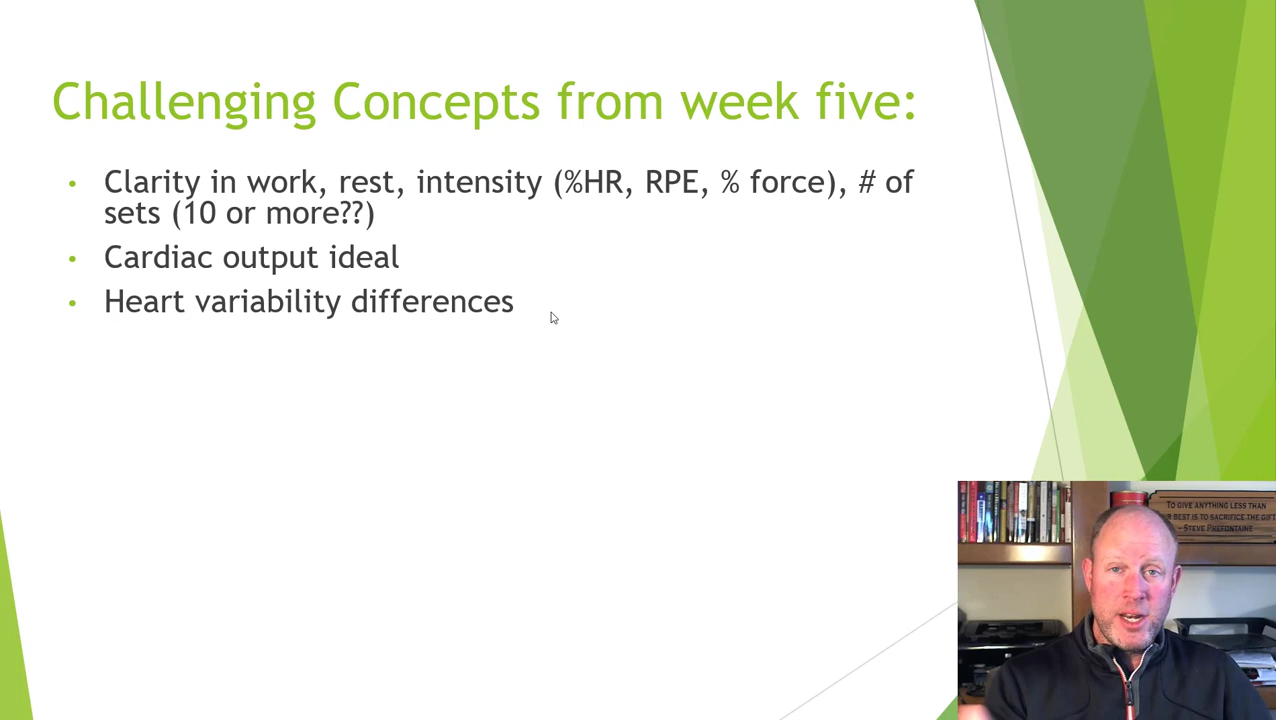 Challenging Concepts from week five:
• Clarity in work, rest, intensity (%HR, RPE, % force), # of
sets (10 or more??)
• Cardiac output ideal
• Heart variability differences
TO GIVE ANYTHING LESS THAN
BEST IS TO SACRIFICE THE GIFT
- STEVE PREFONTAINE